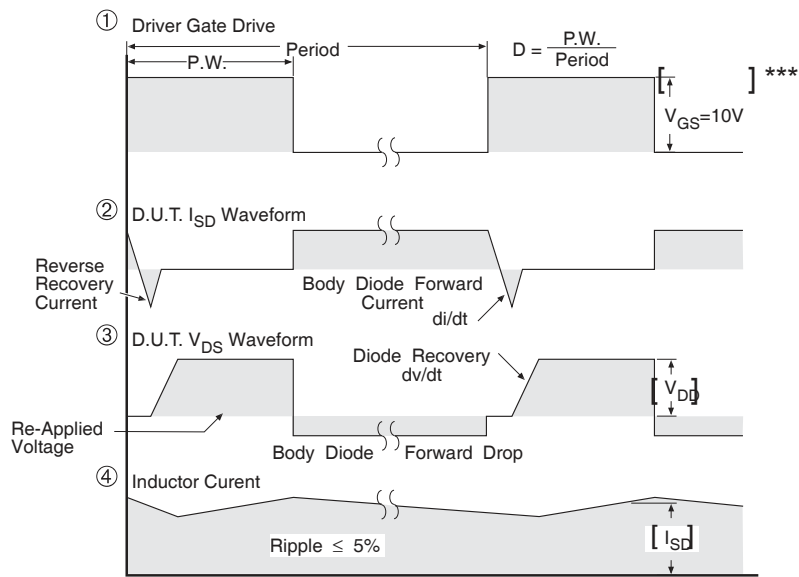 ① Driver Gate Drive
Period
P.W.
D = P.W. / Period
[ ] ***
V_GS=10V
② D.U.T. I_SD Waveform
Reverse
Recovery
Current
Body Diode Forward
Current
di/dt
③ D.U.T. V_DS Waveform
Diode Recovery
dv/dt
[ V_DD ]
Re-Applied
Voltage
Body Diode Forward Drop
④ Inductor Curent
Ripple ≤ 5%
[ I_SD ]